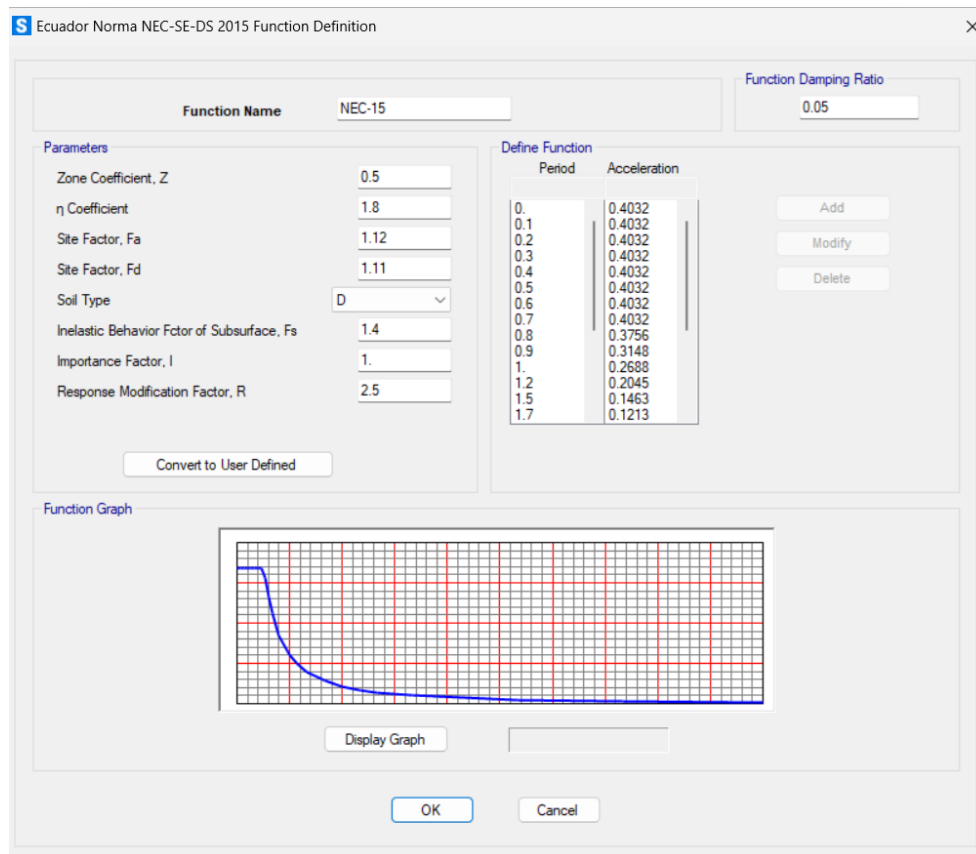 S Ecuador Norma NEC-SE-DS 2015 Function Definition
Function Name NEC-15
Function Damping Ratio
0.05
Parameters
Zone Coefficient, Z 0.5
η Coefficient 1.8
Site Factor, Fa 1.12
Site Factor, Fd 1.11
Soil Type D
Inelastic Behavior Fctor of Subsurface, Fs 1.4
Importance Factor, I 1.
Response Modification Factor, R 2.5
Convert to User Defined
Define Function
Period Acceleration
0. 0.4032
0.1 0.4032
0.2 0.4032
0.3 0.4032
0.4 0.4032
0.5 0.4032
0.6 0.4032
0.7 0.4032
0.8 0.3756
0.9 0.3148
1. 0.2688
1.2 0.2045
1.5 0.1463
1.7 0.1213
Add
Modify
Delete
Function Graph
Display Graph
OK Cancel